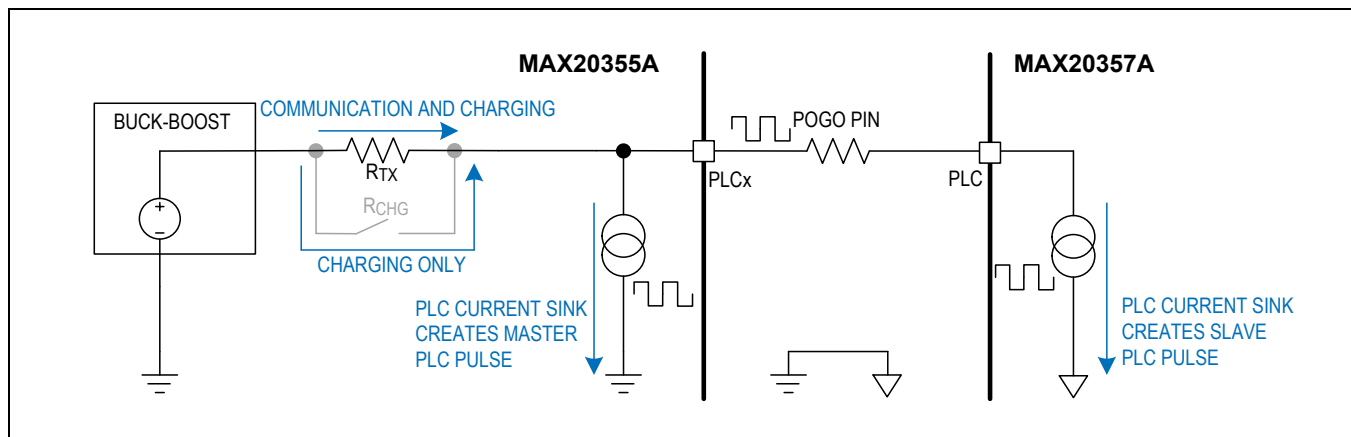 MAX20355A
MAX20357A
BUCK-BOOST
COMMUNICATION AND CHARGING
POGO PIN
RTX
PLCx
PLC
+
−
RCHG
CHARGING ONLY
PLC CURRENT SINK
CREATES MASTER
PLC PULSE
PLC CURRENT SINK
CREATES SLAVE
PLC PULSE